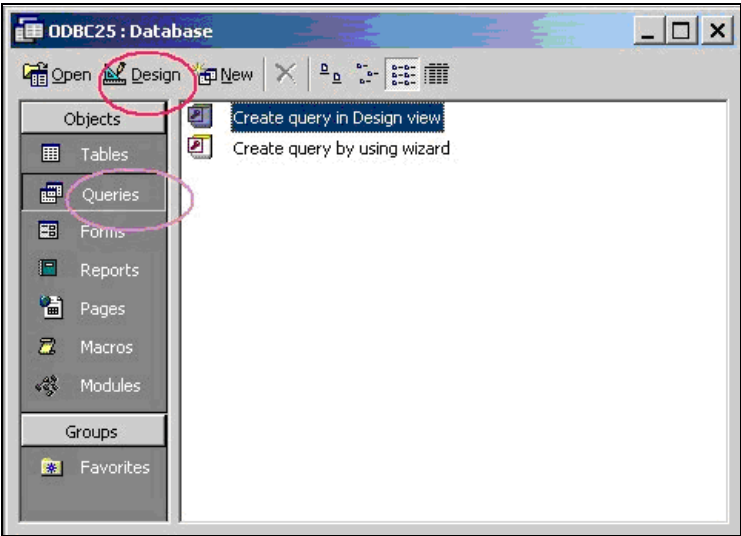 ODBC25 : Database
Open Design New
Objects
Tables
Queries
Forms
Reports
Pages
Macros
Modules
Groups
Favorites
Create query in Design view
Create query by using wizard